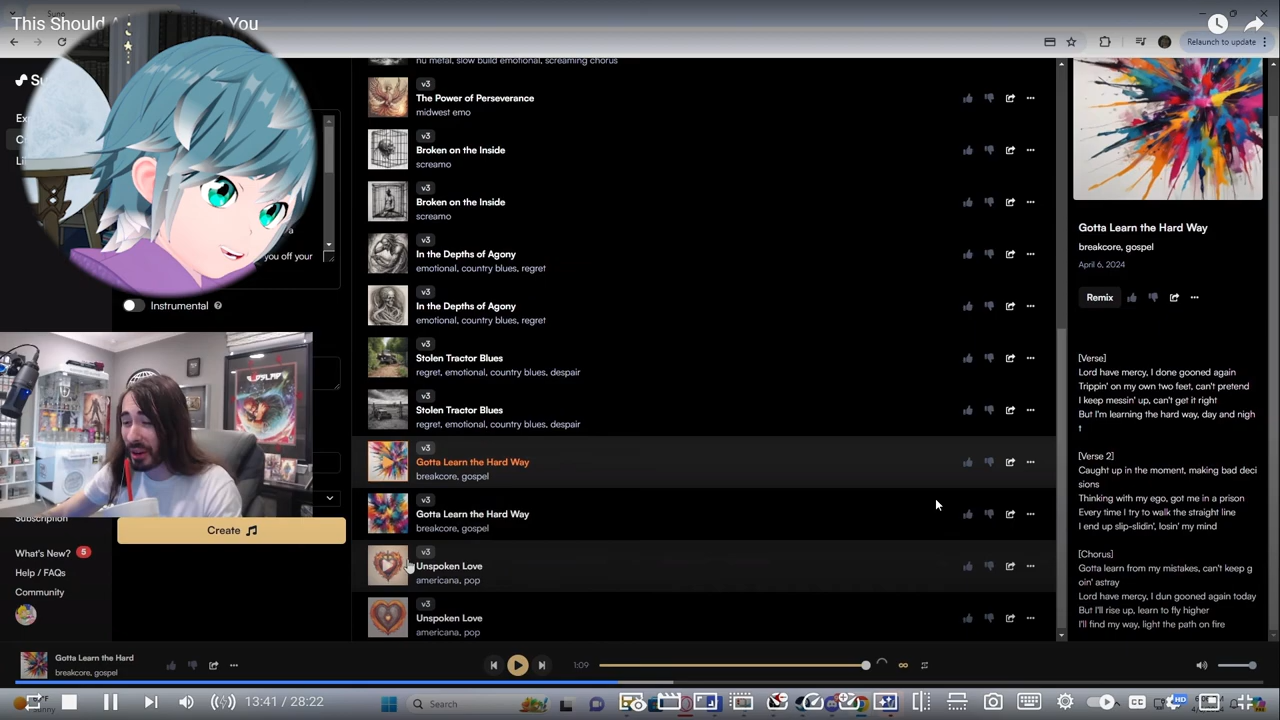 This Should A
You
Relaunch to update
Su
Ex
C
Li
a
you off your
Instrumental
nu metal, slow build emotional, screaming chorus
v3
The Power of Perseverance
midwest emo
v3
Broken on the Inside
screamo
v3
Broken on the Inside
screamo
v3
In the Depths of Agony
emotional, country blues, regret
v3
In the Depths of Agony
emotional, country blues, regret
v3
Stolen Tractor Blues
regret, emotional, country blues, despair
v3
Stolen Tractor Blues
regret, emotional, country blues, despair
v3
Gotta Learn the Hard Way
breakcore, gospel
v3
Gotta Learn the Hard Way
breakcore, gospel
v3
Unspoken Love
americana, pop
v3
Unspoken Love
americana, pop
Gotta Learn the Hard Way
breakcore, gospel
April 6, 2024
Remix
[Verse]
Lord have mercy, I done gooned again
Trippin' on my own two feet, can't pretend
I keep messin' up, can't get it right
But I'm learning the hard way, day and nigh
t
[Verse 2]
Caught up in the moment, making bad deci
sions
Thinking with my ego, got me in a prison
Every time I try to walk the straight line
I end up slip-slidin', losin' my mind
[Chorus]
Gotta learn from my mistakes, can't keep g
oin' astray
Lord have mercy, I dun gooned again today
But I'll rise up, learn to fly higher
I'll find my way, light the path on fire
Subscription
Create
What's New? 5
Help / FAQs
Community
Gotta Learn the Hard
breakcore, gospel
1:09
13:41 / 28:22
Search
CC
HD